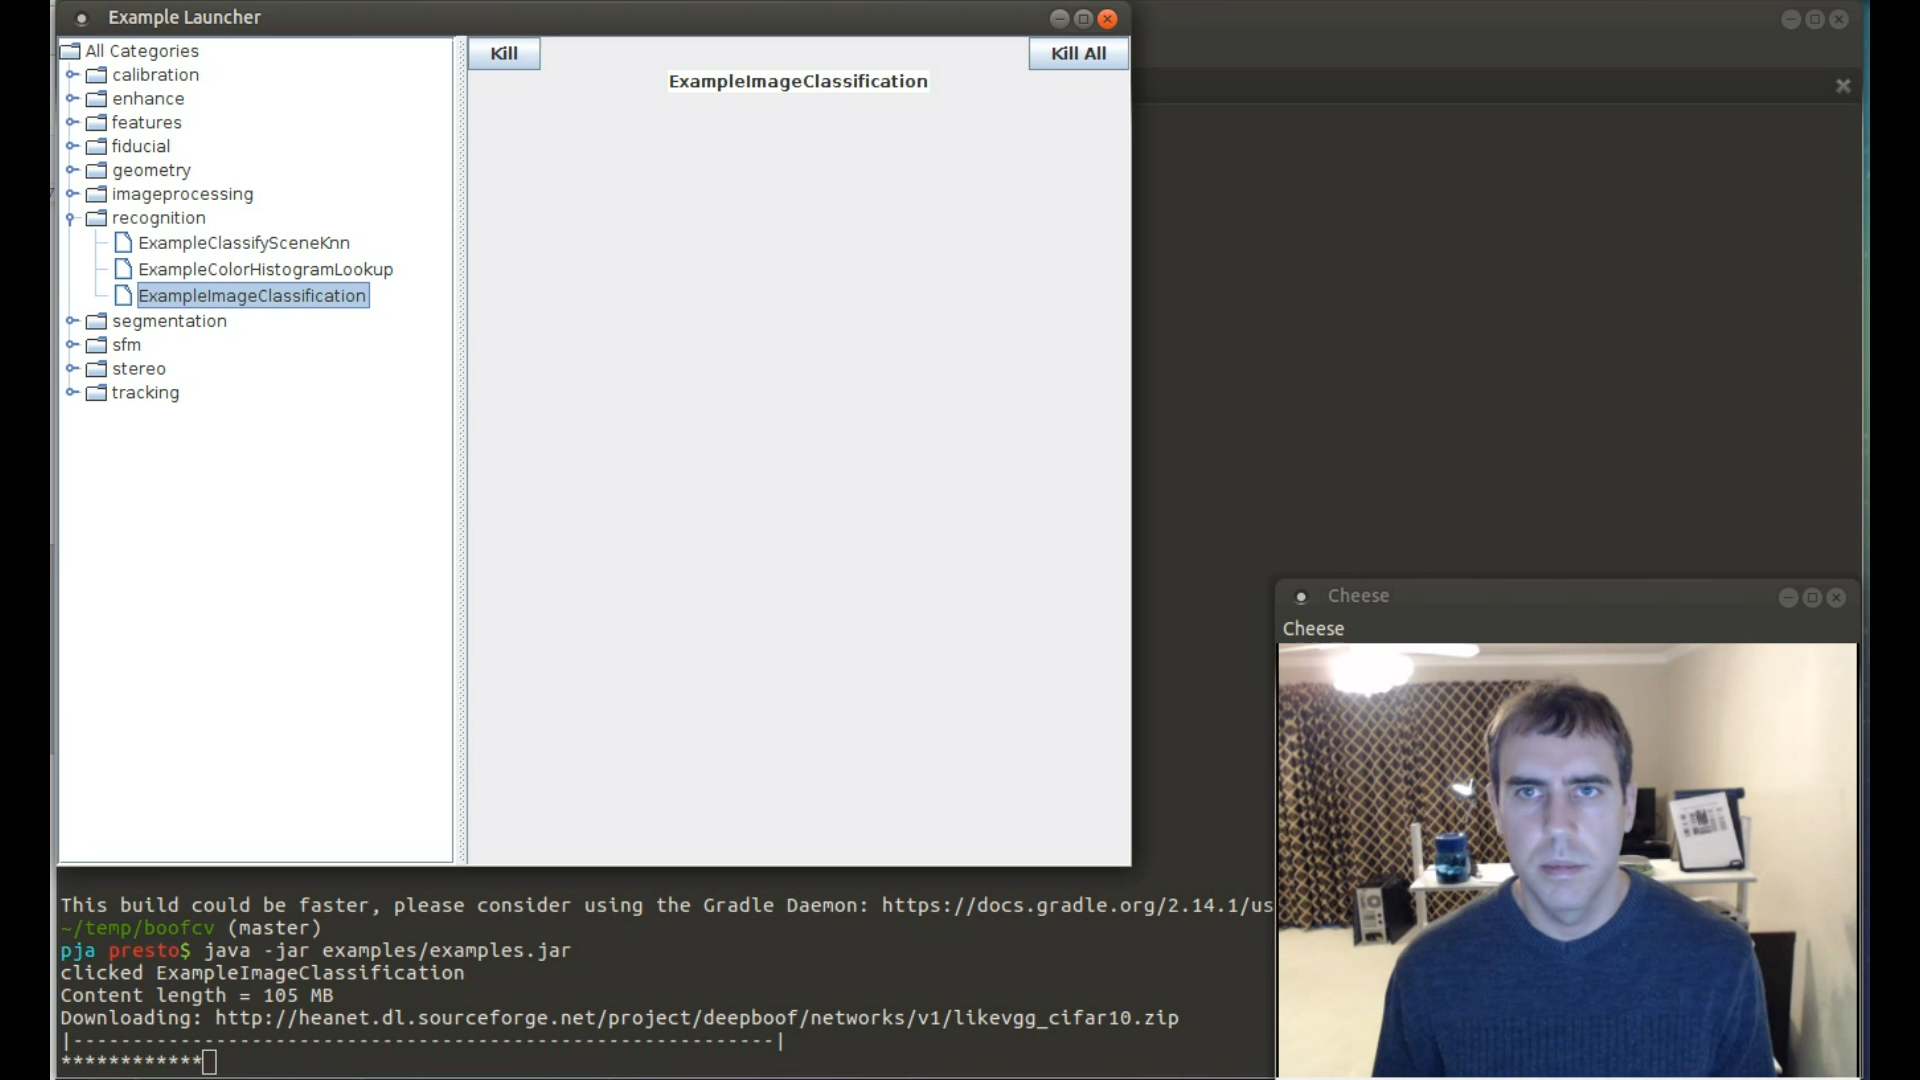 Example Launcher
All Categories
calibration
enhance
features
fiducial
geometry
imageprocessing
recognition
ExampleClassifySceneKnn
ExampleColorHistogramLookup
ExampleImageClassification
segmentation
sfm
stereo
tracking
Kill
Kill All
ExampleImageClassification
This build could be faster, please consider using the Gradle Daemon: https://docs.gradle.org/2.14.1/us
~/temp/boofcv (master)
pja presto$ java -jar examples/examples.jar
clicked ExampleImageClassification
Content length = 105 MB
Downloading: http://heanet.dl.sourceforge.net/project/deepboof/networks/v1/likevgg_cifar10.zip
|------------------------------------------------------------|
************
Cheese
Cheese